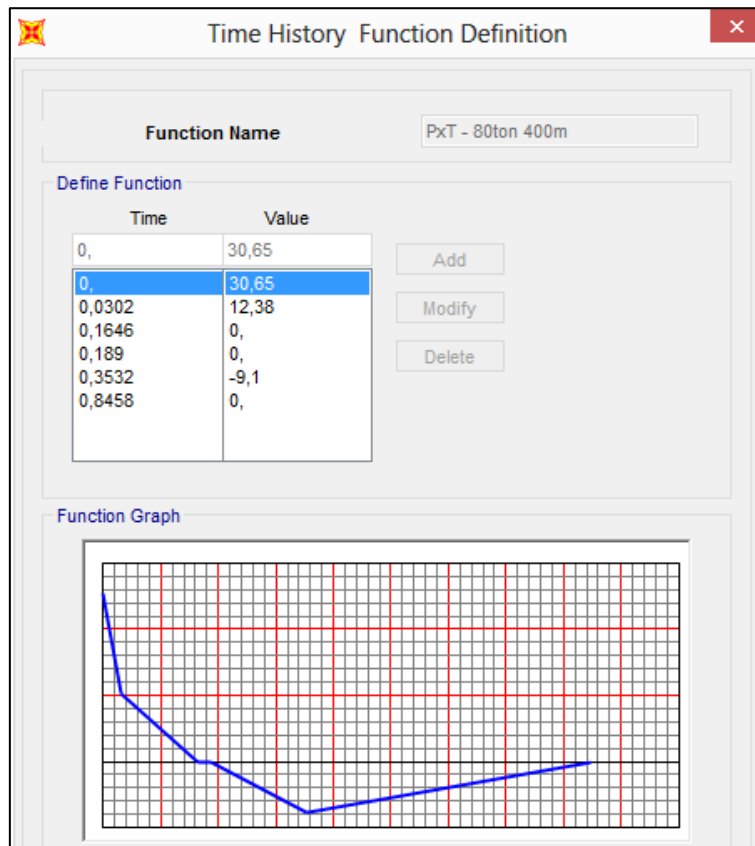 Time History Function Definition
Function Name
PxT - 80ton 400m
Define Function
Time Value
0, 30,65
Add
0, 30,65
0,0302 12,38
Modify
0,1646 0,
0,189 0,
Delete
0,3532 -9,1
0,8458 0,
Function Graph